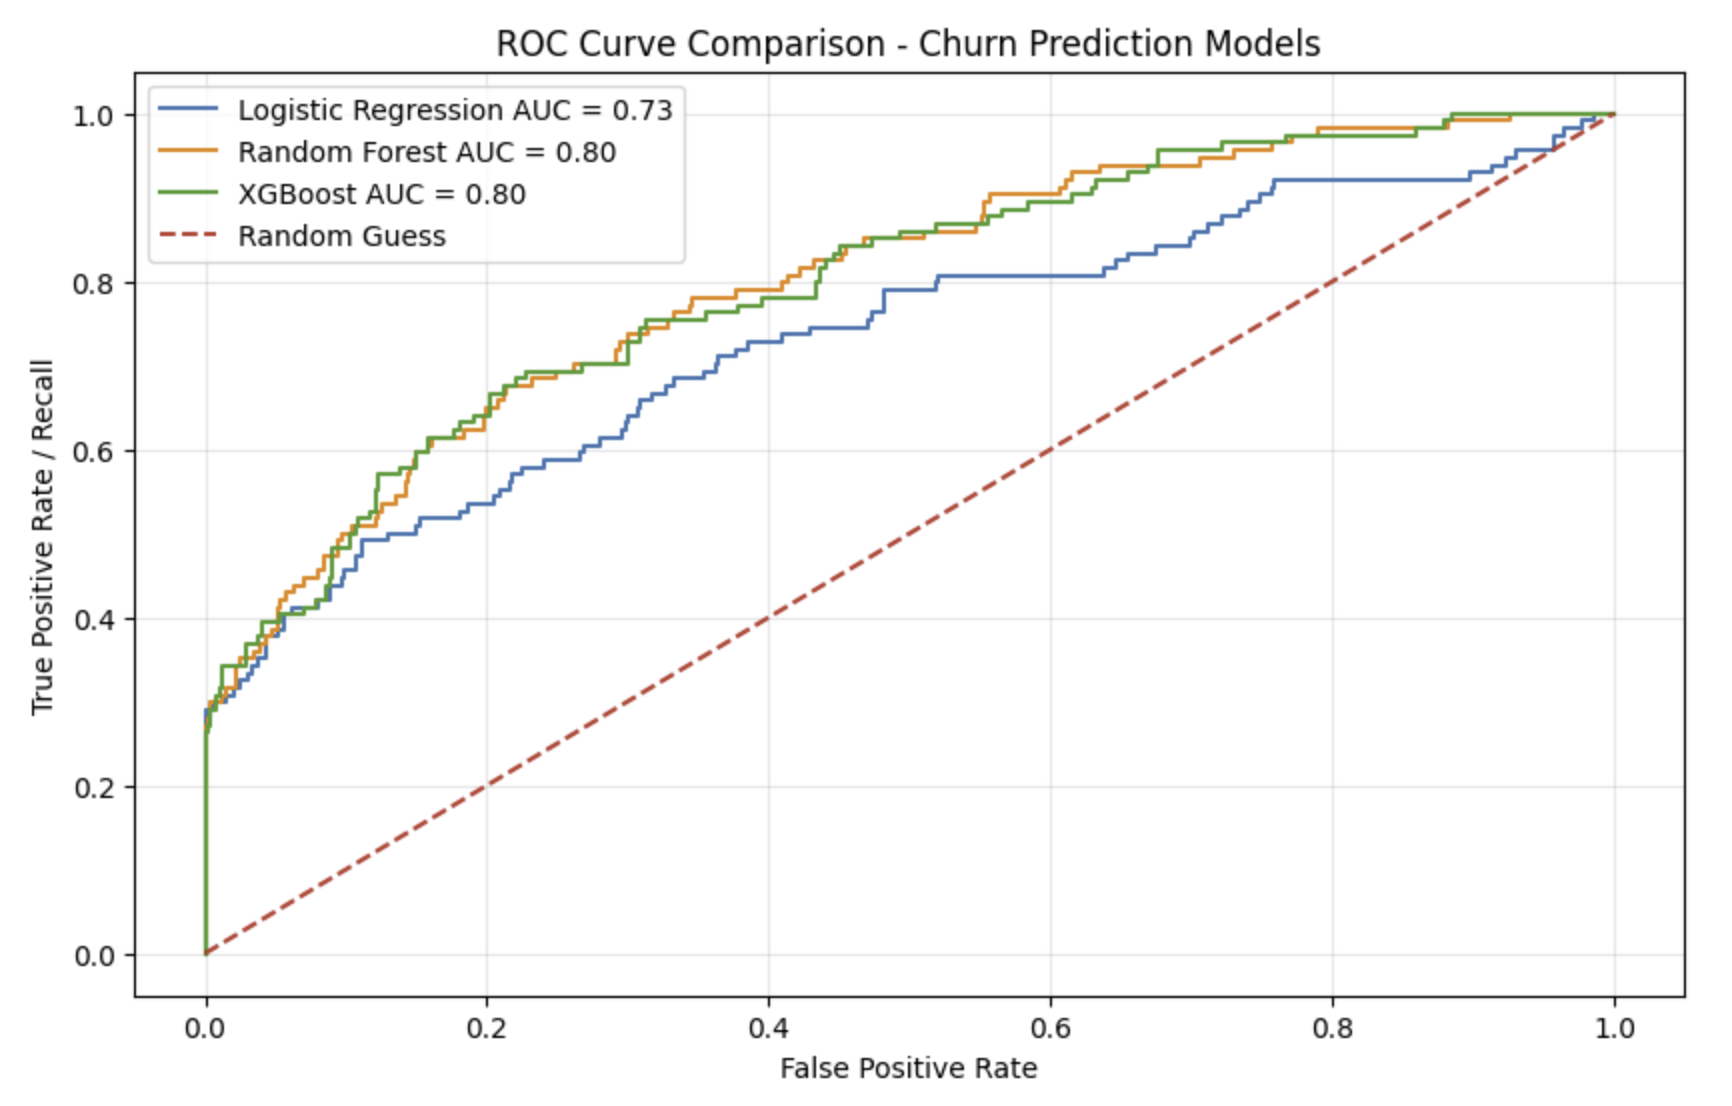 ROC Curve Comparison - Churn Prediction Models
Logistic Regression AUC = 0.73
Random Forest AUC = 0.80
XGBoost AUC = 0.80
Random Guess
True Positive Rate / Recall
1.0
0.8
0.6
0.4
0.2
0.0
0.0 0.2 0.4 0.6 0.8 1.0
False Positive Rate